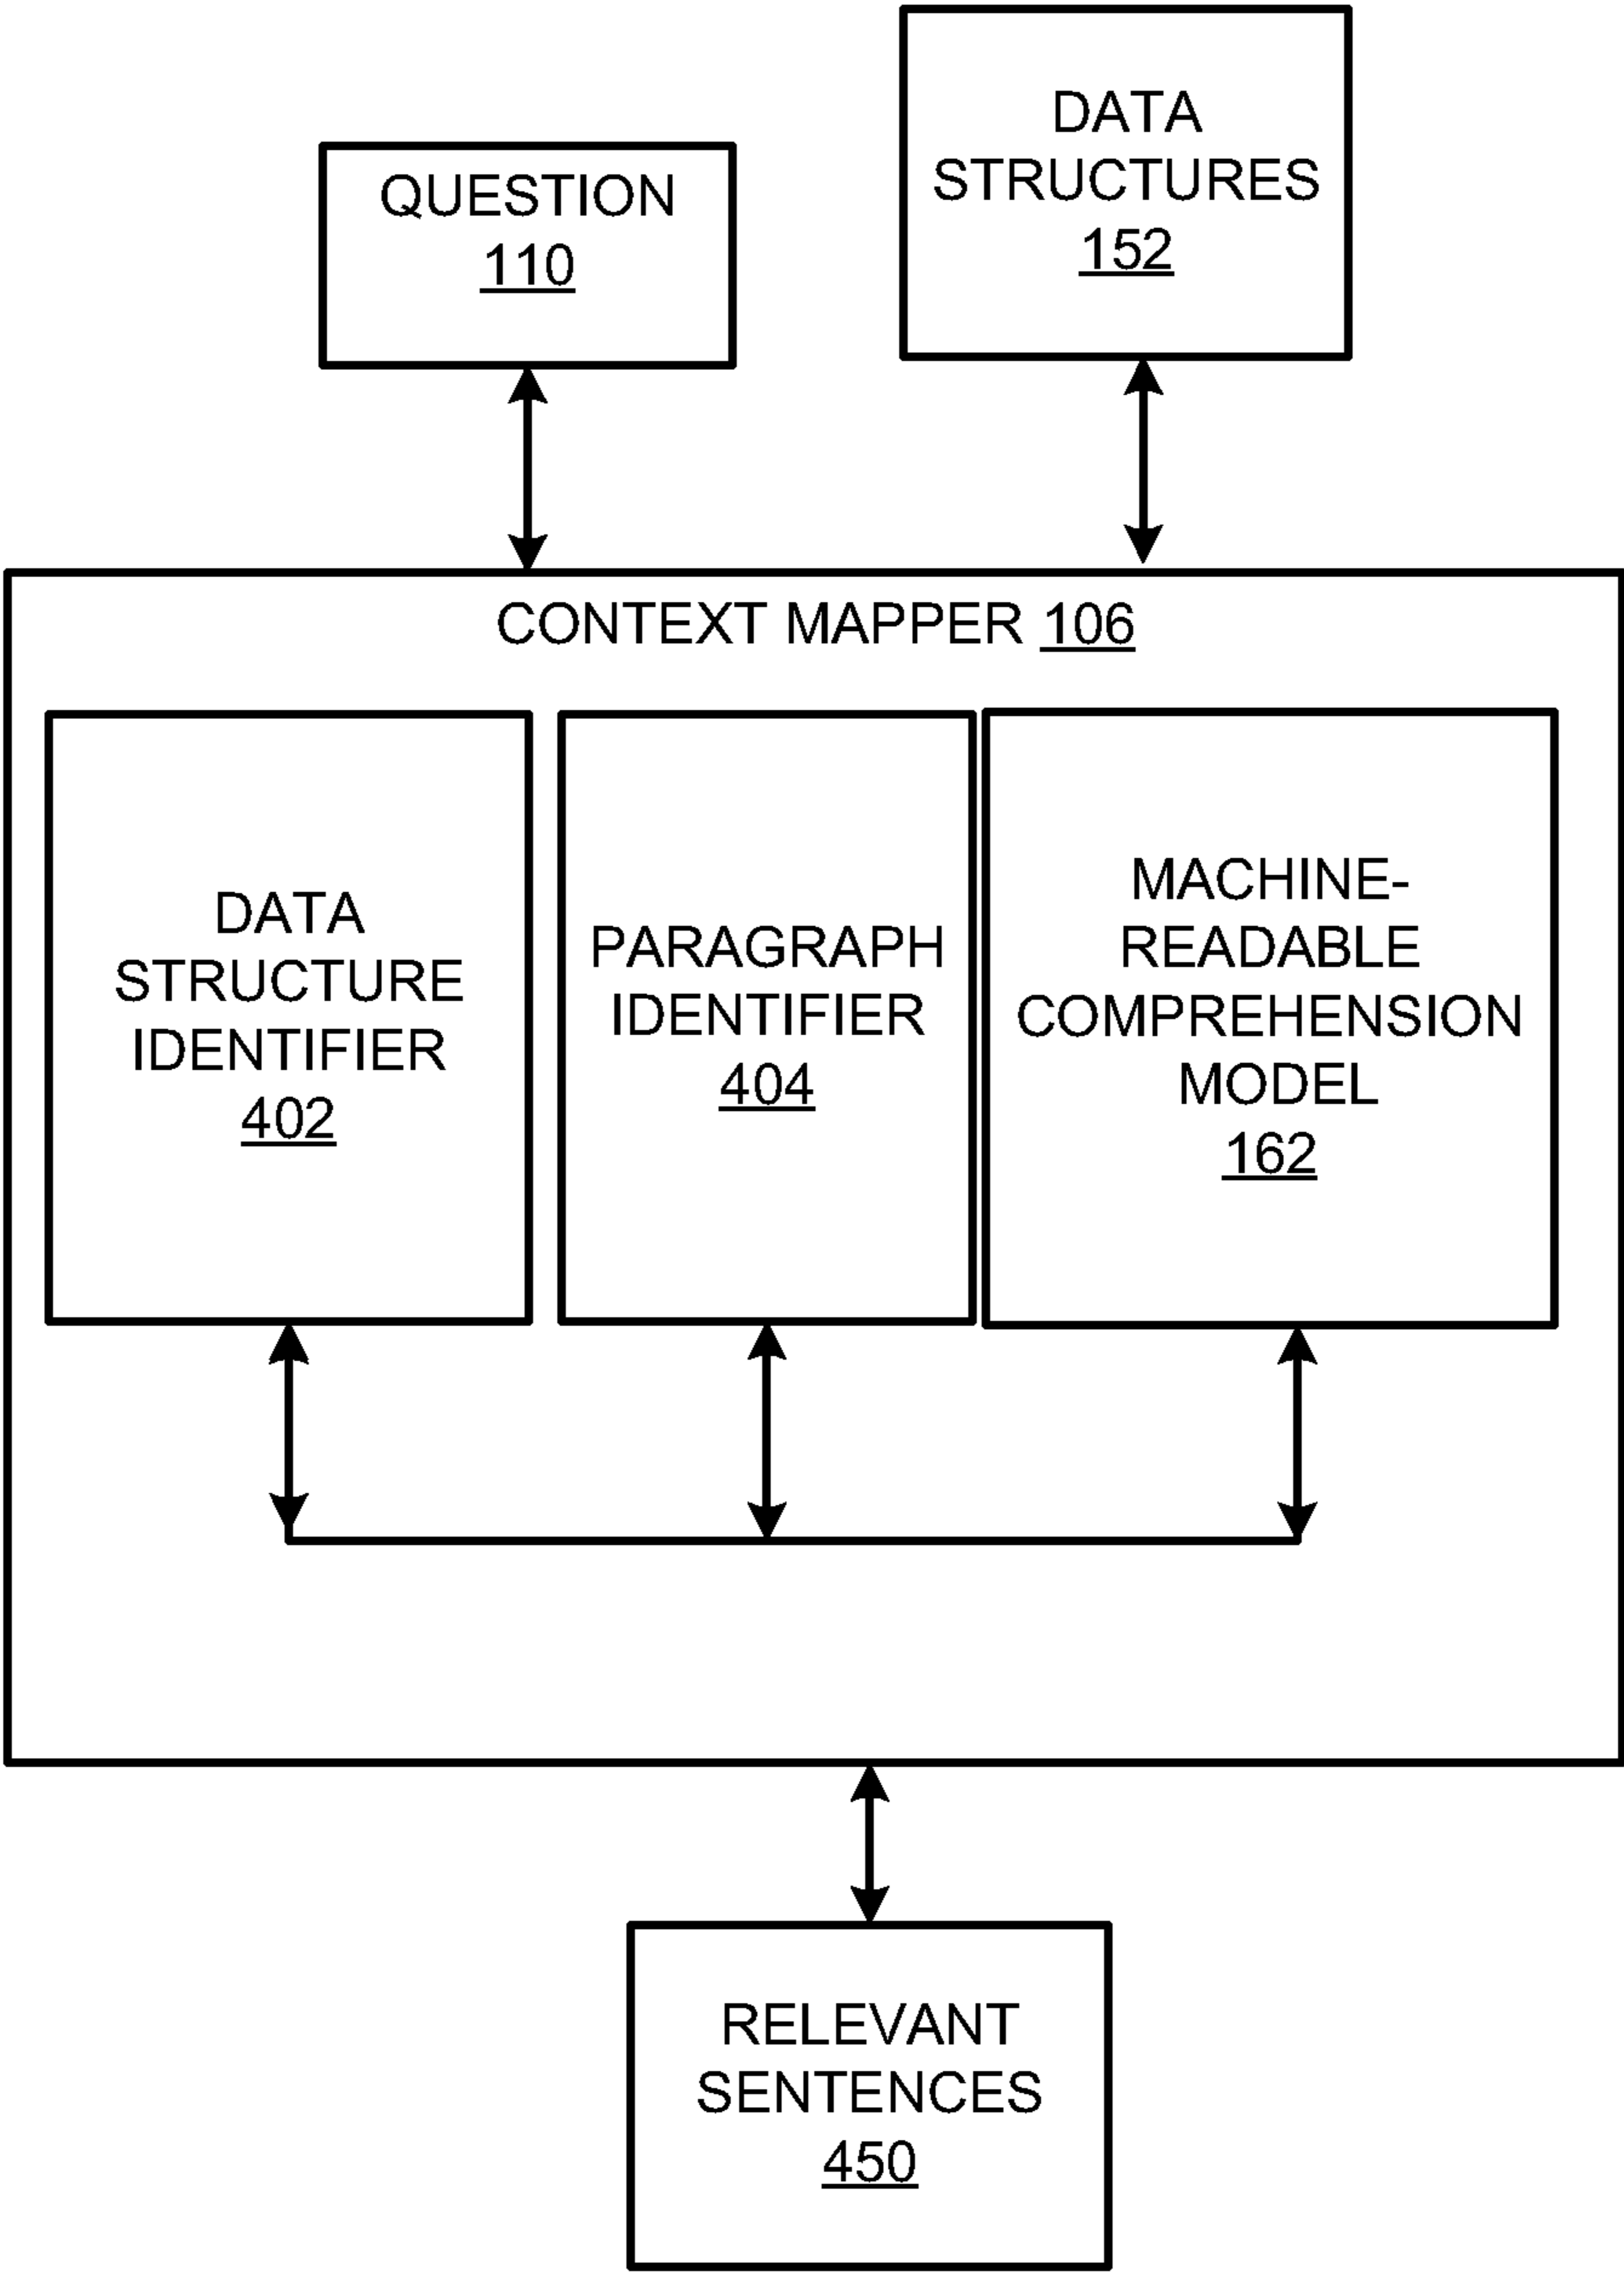 QUESTION
110
DATA
STRUCTURES
152
CONTEXT MAPPER 106
DATA
STRUCTURE
IDENTIFIER
402
PARAGRAPH
IDENTIFIER
404
MACHINE-
READABLE
COMPREHENSION
MODEL
162
RELEVANT
SENTENCES
450